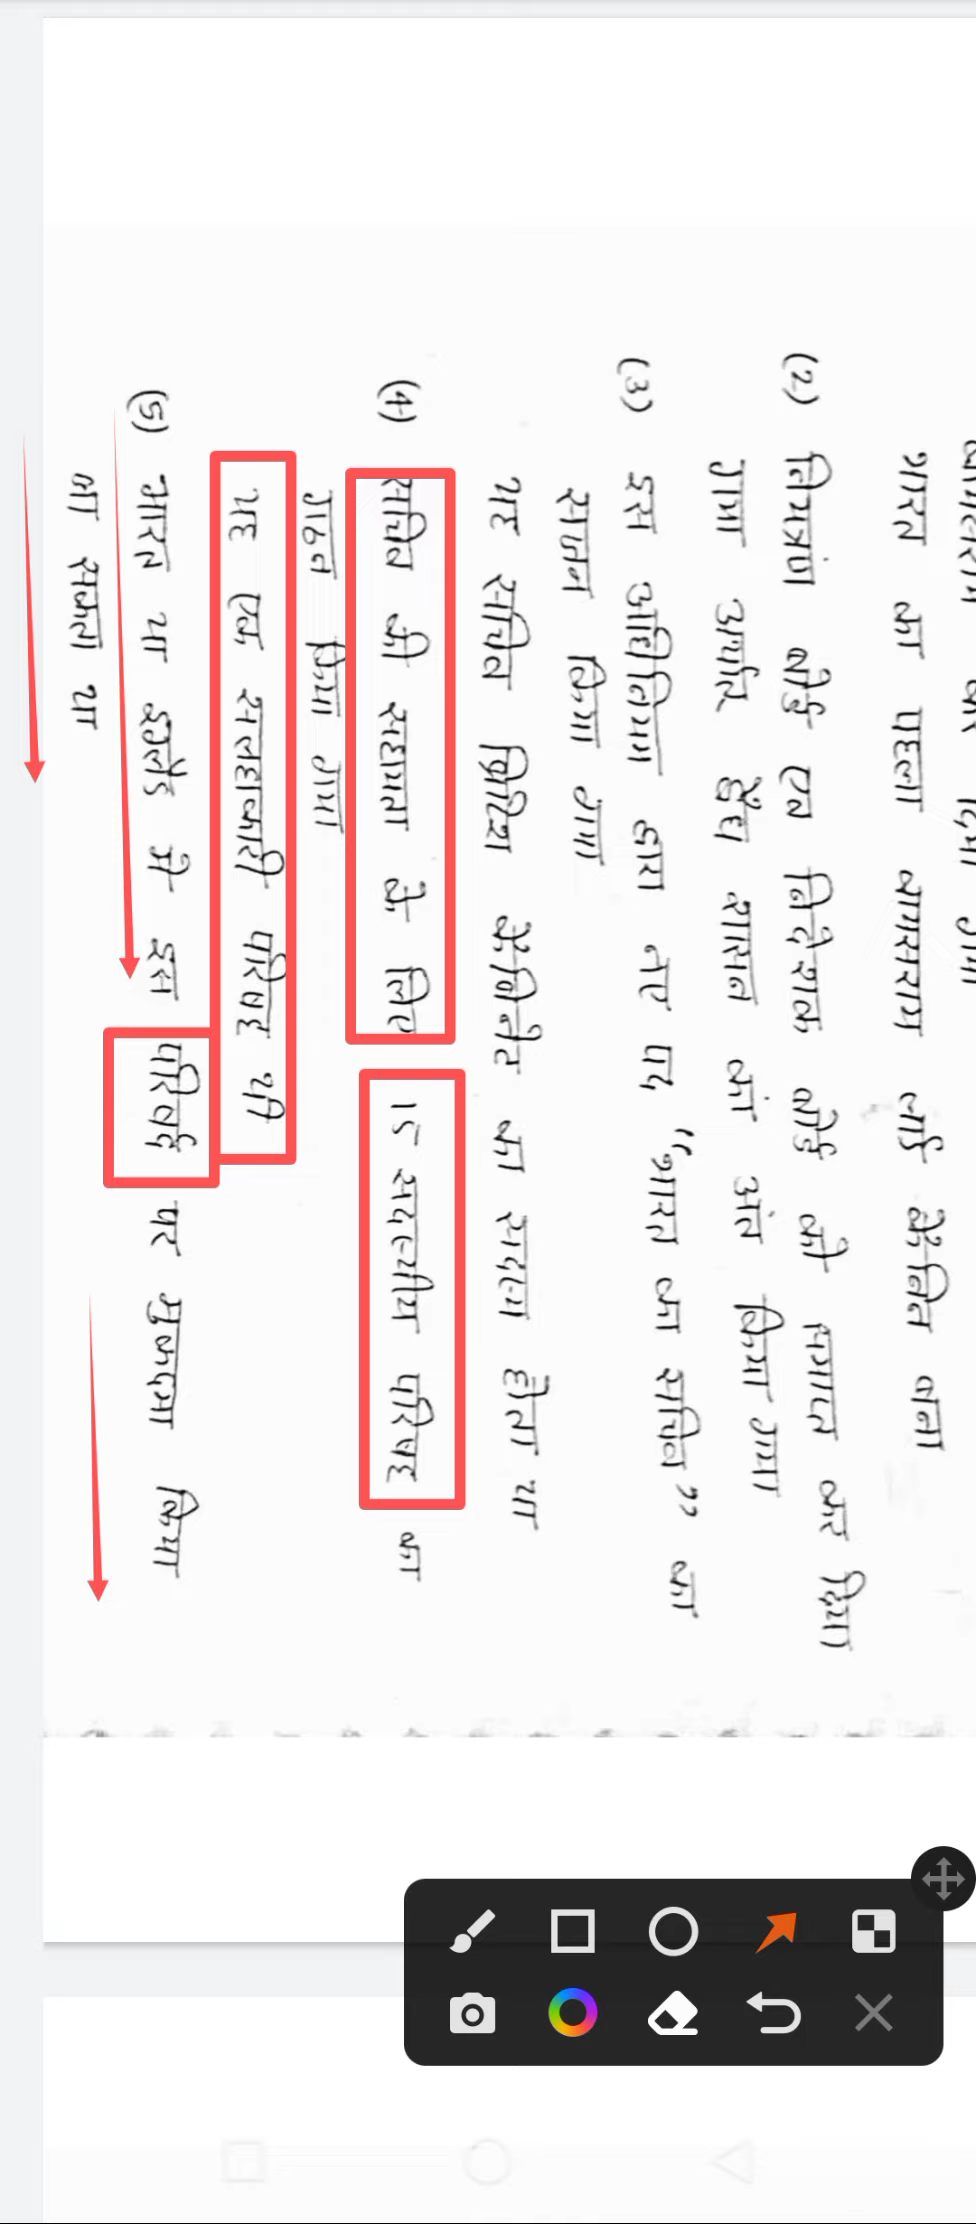 भारत का पहला वायसराय लॉर्ड कैनिंन बना
(2) नियंत्रण बोर्ड एव निदेशक बोर्ड को समाप्त कर दिया
गया अर्थात द्वैध शासन का अंत किया गया
(3) इस अधिनियम द्वारा नए पद "भारत का सचिव" का
सृजन किया गया
यह सचिव ब्रिटिश कैबिनेट का सदस्य होता था
(4) सचिव की सहायता के लिए 15 सदस्यीय परिषद का
गठन किया गया
यह एक सलहाकारी परिषद थी
(5) भारत या इंग्लैंड मे इस परिषद पर मुकदमा किया
जा सकता था